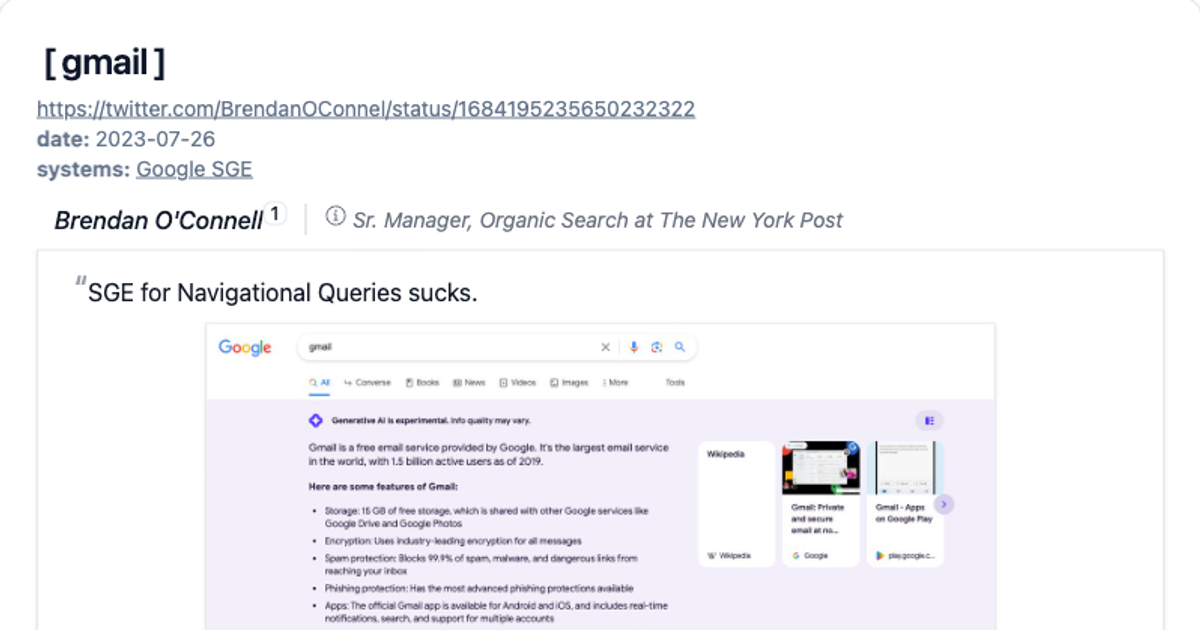 [ gmail ]
https://twitter.com/BrendanOConnel/status/1684195235650232322
date: 2023-07-26
systems: Google SGE
Brendan O'Connell 1 Sr. Manager, Organic Search at The New York Post
“SGE for Navigational Queries sucks.
Google gmail
All Converse Books News Videos Images More Tools
Generative AI is experimental. Info quality may vary.
Gmail is a free email service provided by Google. It's the largest email service
in the world, with 1.5 billion active users as of 2019.
Here are some features of Gmail:
• Storage: 15 GB of free storage, which is shared with other Google services like
Google Drive and Google Photos
• Encryption: Uses industry-leading encryption for all messages
• Spam protection: Blocks 99.9% of spam, malware, and dangerous links from
reaching your inbox
• Phishing protection: Has the most advanced phishing protections available
• Apps: The official Gmail app is available for Android and iOS, and includes real-time
notifications, search, and support for multiple accounts
Wikipedia
W Wikipedia
Gmail: Private
and secure
email at no...
G Google
Gmail - Apps
on Google Play
play.google.c...